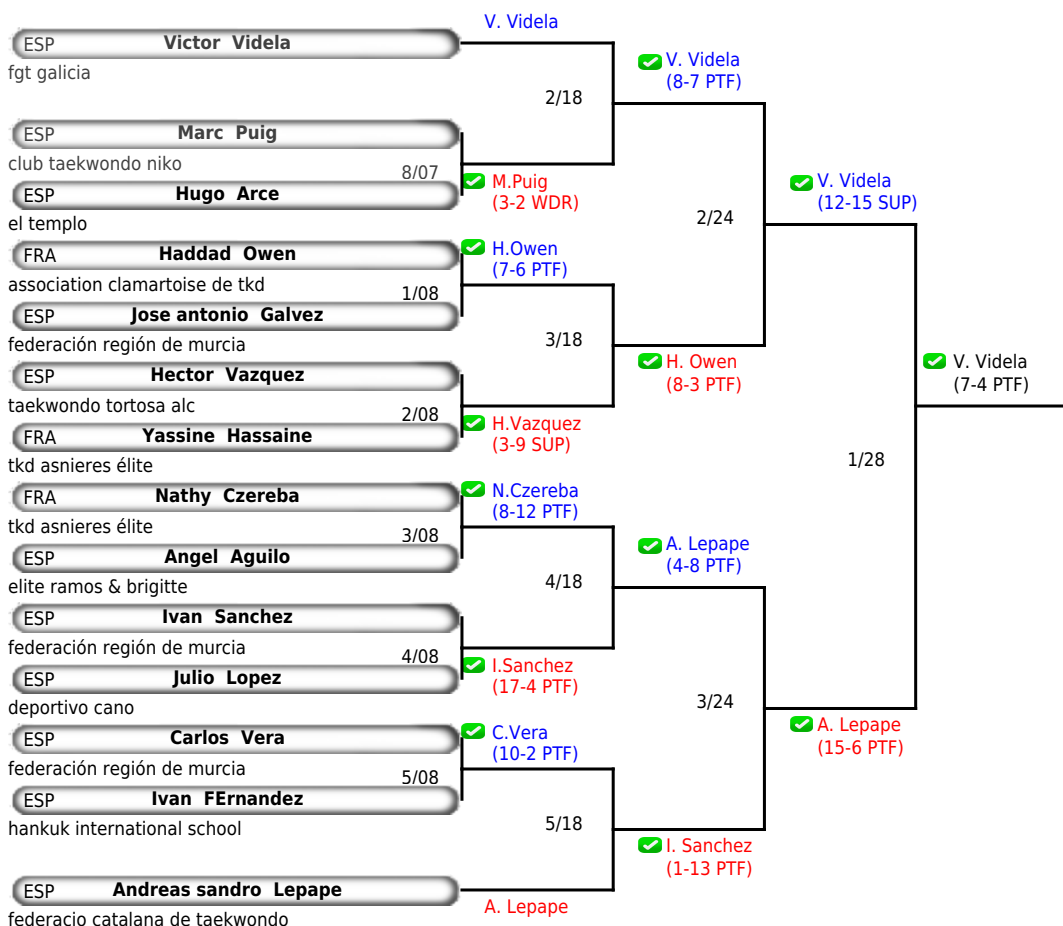 V. Videla
ESP Victor Videla
fgt galicia
V. Videla
(8-7 PTF)
2/18
ESP Marc Puig
club taekwondo niko
8/07
M.Puig
(3-2 WDR)
ESP Hugo Arce
el templo
V. Videla
(12-15 SUP)
2/24
FRA Haddad Owen
association clamartoise de tkd
H.Owen
(7-6 PTF)
1/08
ESP Jose antonio Galvez
federación región de murcia
3/18
H. Owen
(8-3 PTF)
V. Videla
(7-4 PTF)
ESP Hector Vazquez
taekwondo tortosa alc
2/08
H.Vazquez
(3-9 SUP)
FRA Yassine Hassaine
tkd asnieres élite
1/28
FRA Nathy Czereba
tkd asnieres élite
N.Czereba
(8-12 PTF)
3/08
A. Lepape
(4-8 PTF)
ESP Angel Aguilo
elite ramos & brigitte
4/18
ESP Ivan Sanchez
federación región de murcia
4/08
I.Sanchez
(17-4 PTF)
ESP Julio Lopez
deportivo cano
3/24
A. Lepape
(15-6 PTF)
ESP Carlos Vera
federación región de murcia
C.Vera
(10-2 PTF)
5/08
ESP Ivan FErnandez
hankuk international school
5/18
I. Sanchez
(1-13 PTF)
ESP Andreas sandro Lepape
federacio catalana de taekwondo
A. Lepape